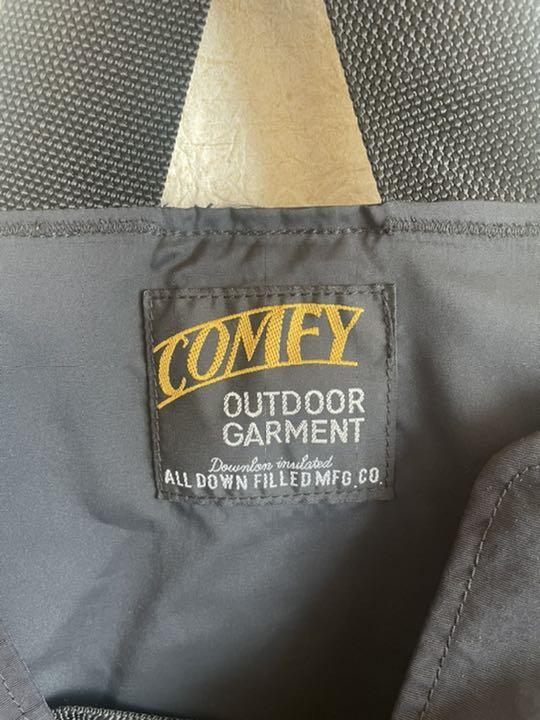 COMFY
OUTDOOR
GARMENT
Downlon insulated
ALL DOWN FILLED MFG. CO.